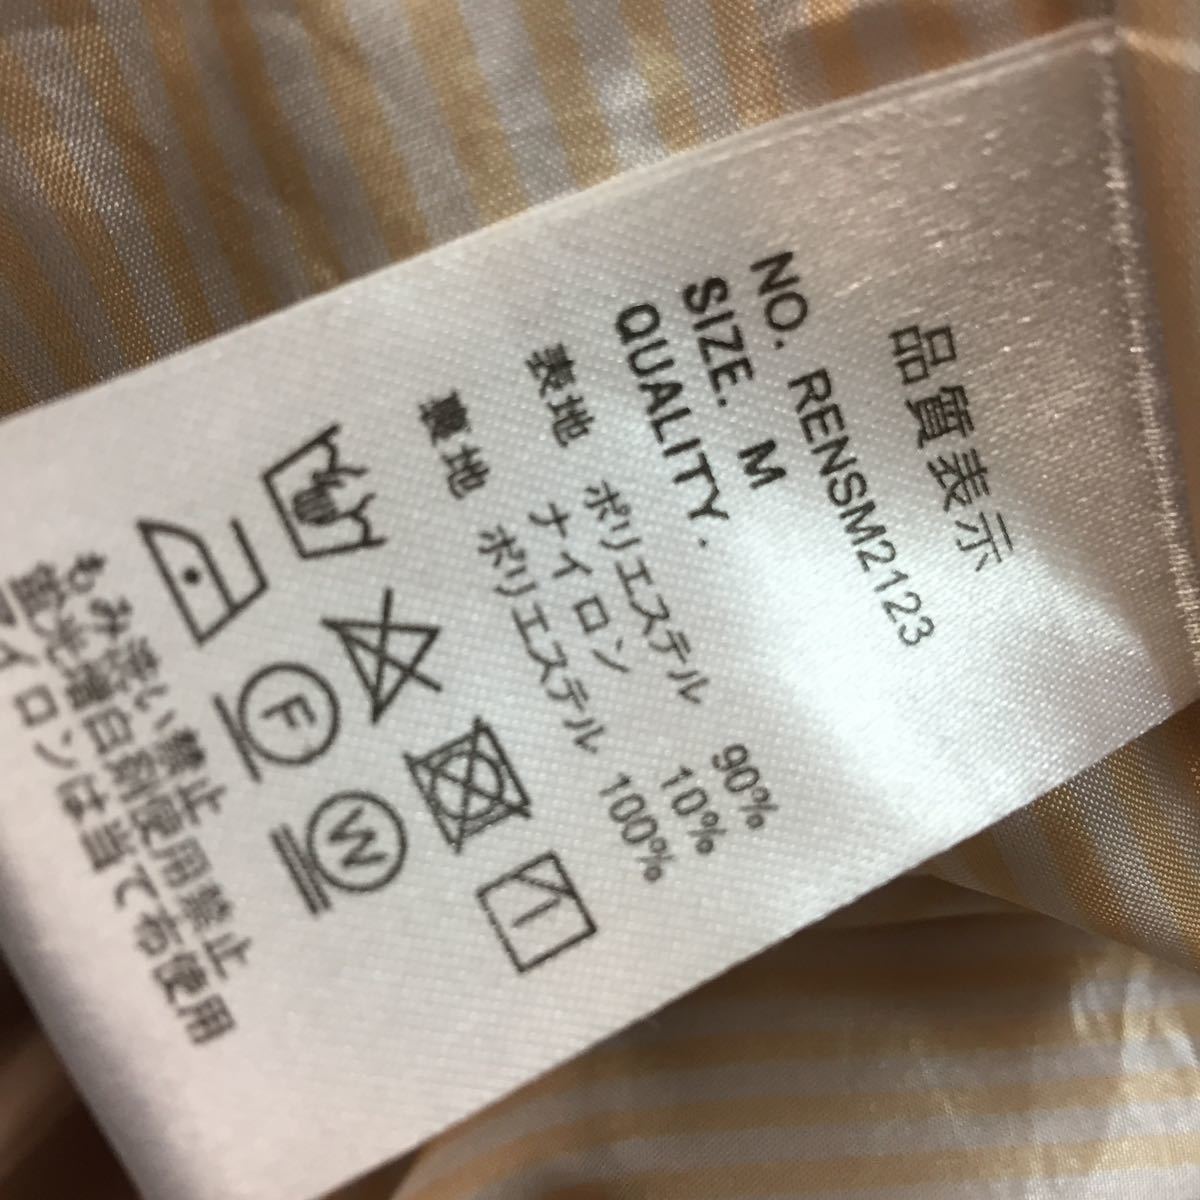 品質表示
NO. RENSM2123
SIZE. M
QUALITY.
表地 ポリエステル 90%
ナイロン 10%
裏地 ポリエステル 100%
F
W
もみ洗い禁止
蛍光増白剤使用禁止
アイロンは当て布使用